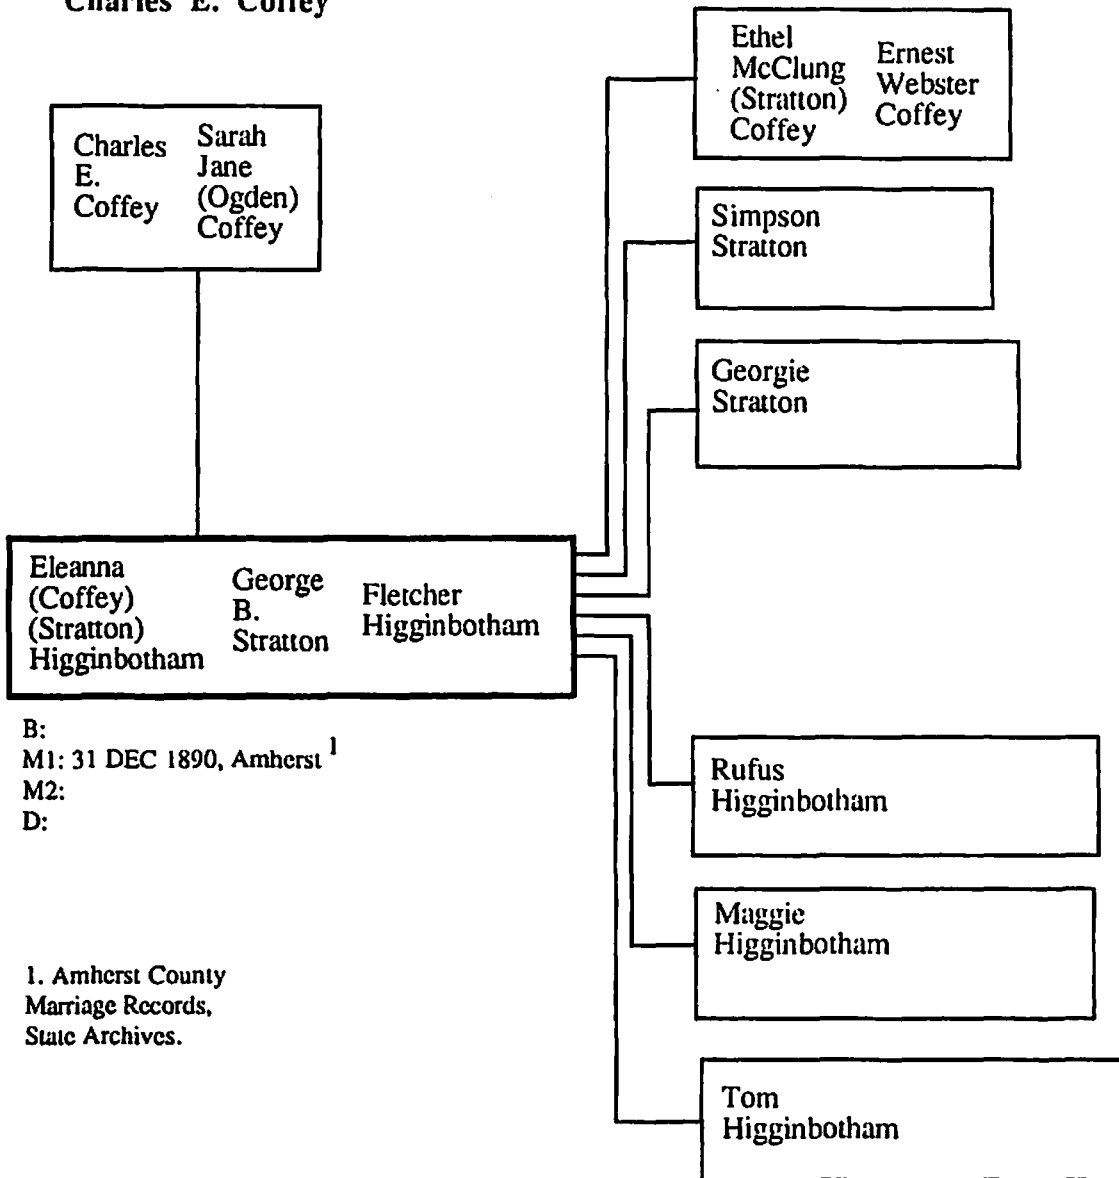 Charles E. Coffey
Charles
E.
Coffey
Sarah
Jane
(Ogden)
Coffey
Ethel
McClung
(Stratton)
Coffey
Ernest
Webster
Coffey
Simpson
Stratton
Georgie
Stratton
Eleanna
(Coffey)
(Stratton)
Higginbotham
George
B.
Stratton
Fletcher
Higginbotham
B:
M1: 31 DEC 1890, Amherst 1
M2:
D:
Rufus
Higginbotham
Maggie
Higginbotham
1. Amherst County
Marriage Records,
State Archives.
Tom
Higginbotham